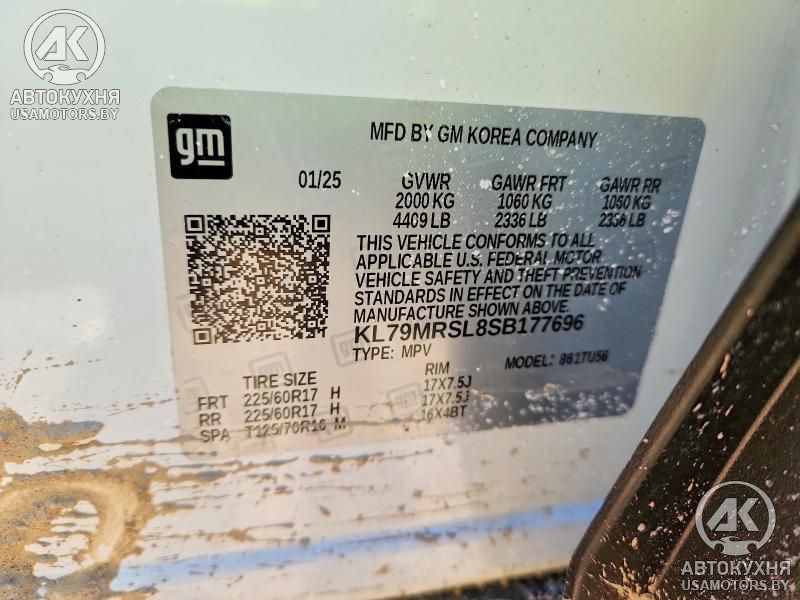 AK
АВТОКУХНЯ
USAMOTORS.BY
gm
MFD BY GM KOREA COMPANY
01/25 GVWR GAWR FRT GAWR RR
2000 KG 1060 KG 1060 KG
4409 LB 2336 LB 2336 LB
THIS VEHICLE CONFORMS TO ALL
APPLICABLE U.S. FEDERAL MOTOR
VEHICLE SAFETY AND THEFT PREVENTION
STANDARDS IN EFFECT ON THE DATE OF
MANUFACTURE SHOWN ABOVE.
KL79MRSL8SB177696
TYPE: MPV MODEL: 861TU56
TIRE SIZE RIM
FRT 225/60R17 H 17X7.5J
RR 225/60R17 H 17X7.5J
SPA T125/70R16 M 16X4BT
AK
АВТОКУХНЯ
USAMOTORS.BY